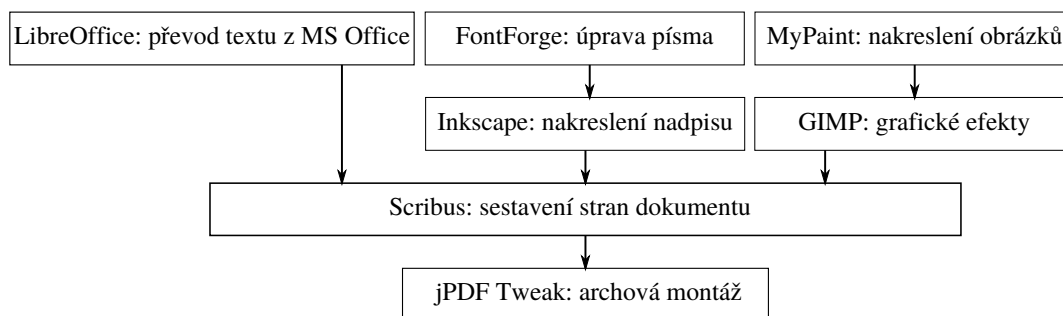 LibreOffice: převod textu z MS Office
FontForge: úprava písma
MyPaint: nakreslení obrázků
Inkscape: nakreslení nadpisu
GIMP: grafické efekty
Scribus: sestavení stran dokumentu
jPDF Tweak: archová montáž